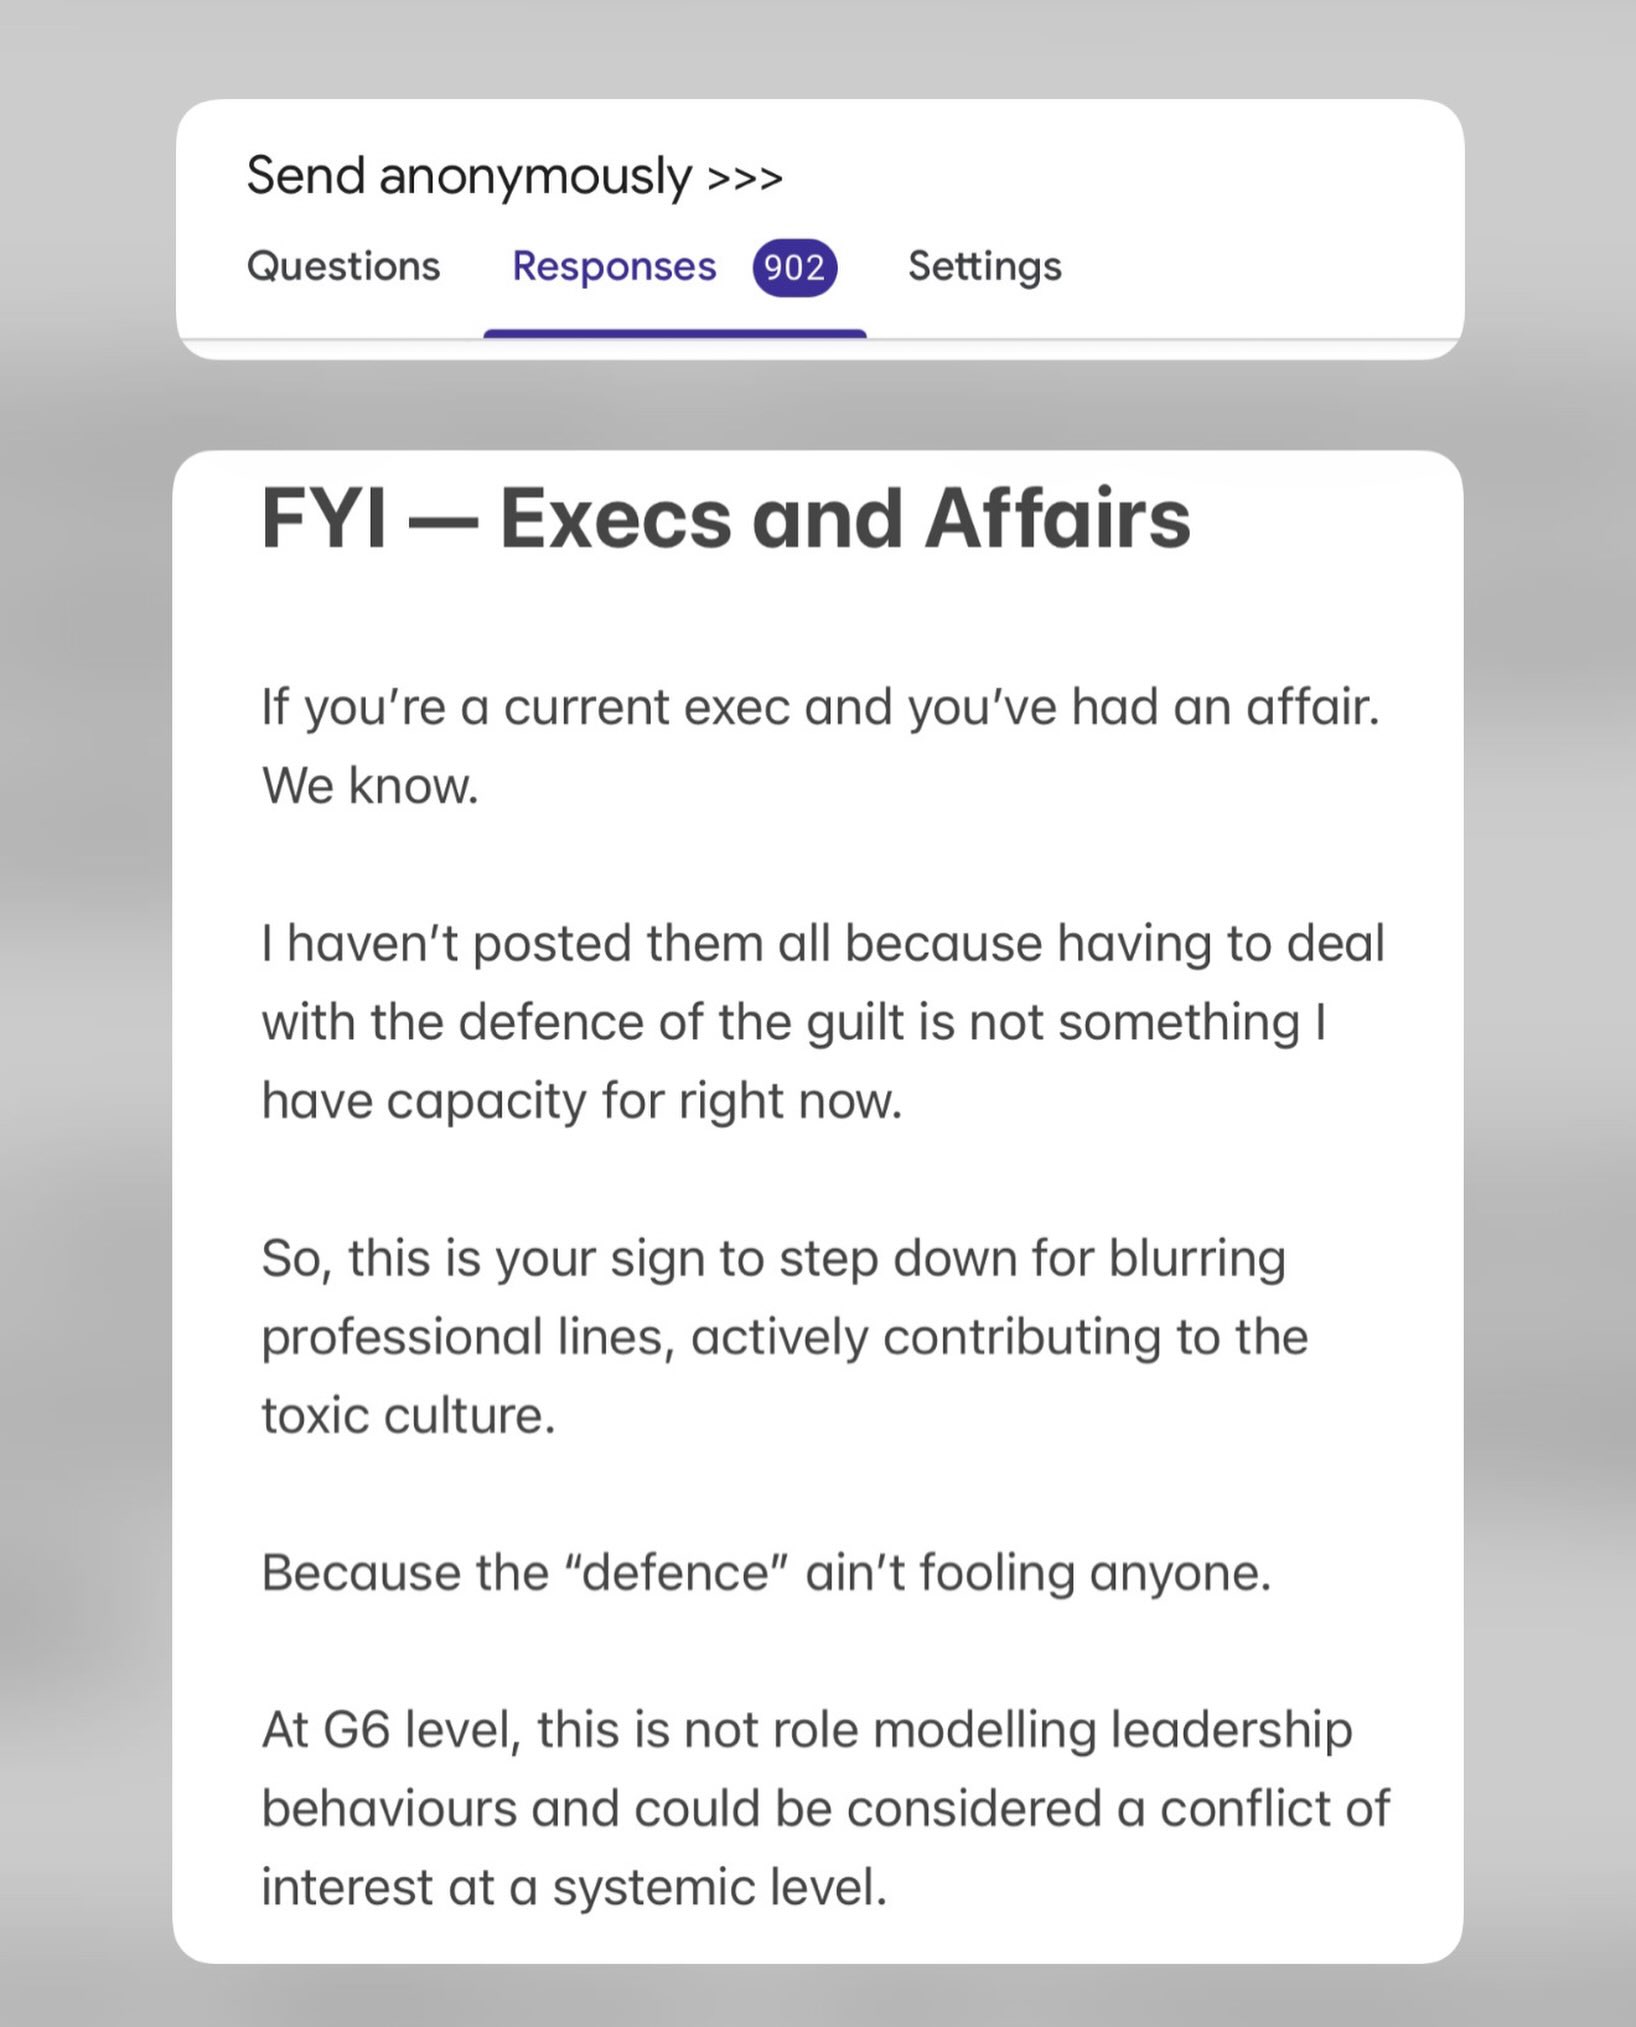 Send anonymously >>>
Questions Responses 902 Settings
FYI — Execs and Affairs
If you’re a current exec and you’ve had an affair.
We know.
I haven’t posted them all because having to deal
with the defence of the guilt is not something I
have capacity for right now.
So, this is your sign to step down for blurring
professional lines, actively contributing to the
toxic culture.
Because the “defence” ain’t fooling anyone.
At G6 level, this is not role modelling leadership
behaviours and could be considered a conflict of
interest at a systemic level.